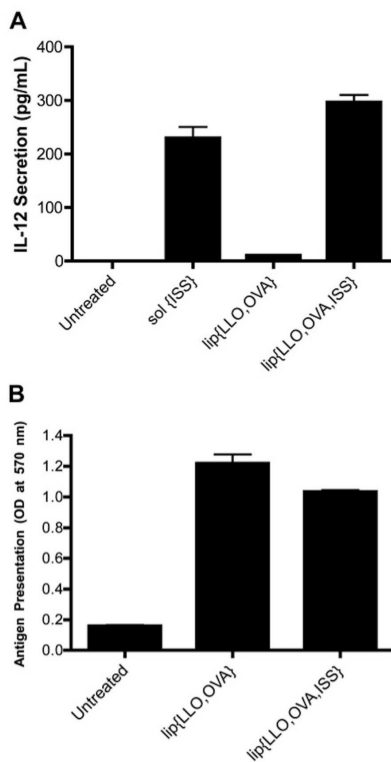 A
IL-12 Secretion (pg/mL)
400
300
200
100
0
Untreated
sol {ISS}
lip{LLO,OVA}
lip{LLO,OVA,ISS}
B
Antigen Presentation (OD at 570 nm)
1.4
1.2
1.0
0.8
0.6
0.4
0.2
0.0
Untreated
lip{LLO,OVA}
lip{LLO,OVA,ISS}